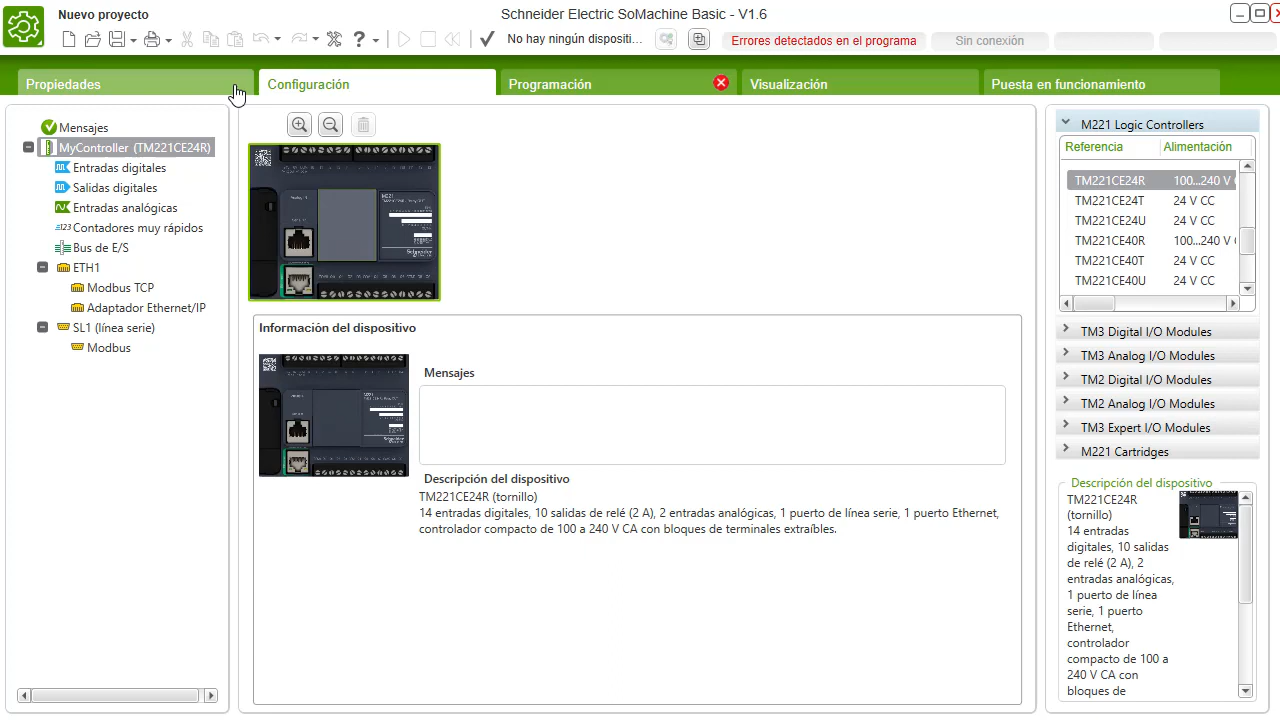 Nuevo proyecto
Schneider Electric SoMachine Basic - V1.6
No hay ningún dispositi...
Errores detectados en el programa
Sin conexión
Propiedades
Configuración
Programación
Visualización
Puesta en funcionamiento
Mensajes
MyController (TM221CE24R)
Entradas digitales
Salidas digitales
Entradas analógicas
Contadores muy rápidos
Bus de E/S
ETH1
Modbus TCP
Adaptador Ethernet/IP
SL1 (línea serie)
Modbus
Información del dispositivo
Mensajes
Descripción del dispositivo
TM221CE24R (tornillo)
14 entradas digitales, 10 salidas de relé (2 A), 2 entradas analógicas, 1 puerto de línea serie, 1 puerto Ethernet,
controlador compacto de 100 a 240 V CA con bloques de terminales extraíbles.
M221 Logic Controllers
Referencia Alimentación
TM221CE24R 100...240 V
TM221CE24T 24 V CC
TM221CE24U 24 V CC
TM221CE40R 100...240 V
TM221CE40T 24 V CC
TM221CE40U 24 V CC
TM3 Digital I/O Modules
TM3 Analog I/O Modules
TM2 Digital I/O Modules
TM2 Analog I/O Modules
TM3 Expert I/O Modules
M221 Cartridges
Descripción del dispositivo
TM221CE24R
(tornillo)
14 entradas
digitales, 10 salidas
de relé (2 A), 2
entradas analógicas,
1 puerto de línea
serie, 1 puerto
Ethernet,
controlador
compacto de 100 a
240 V CA con
bloques de